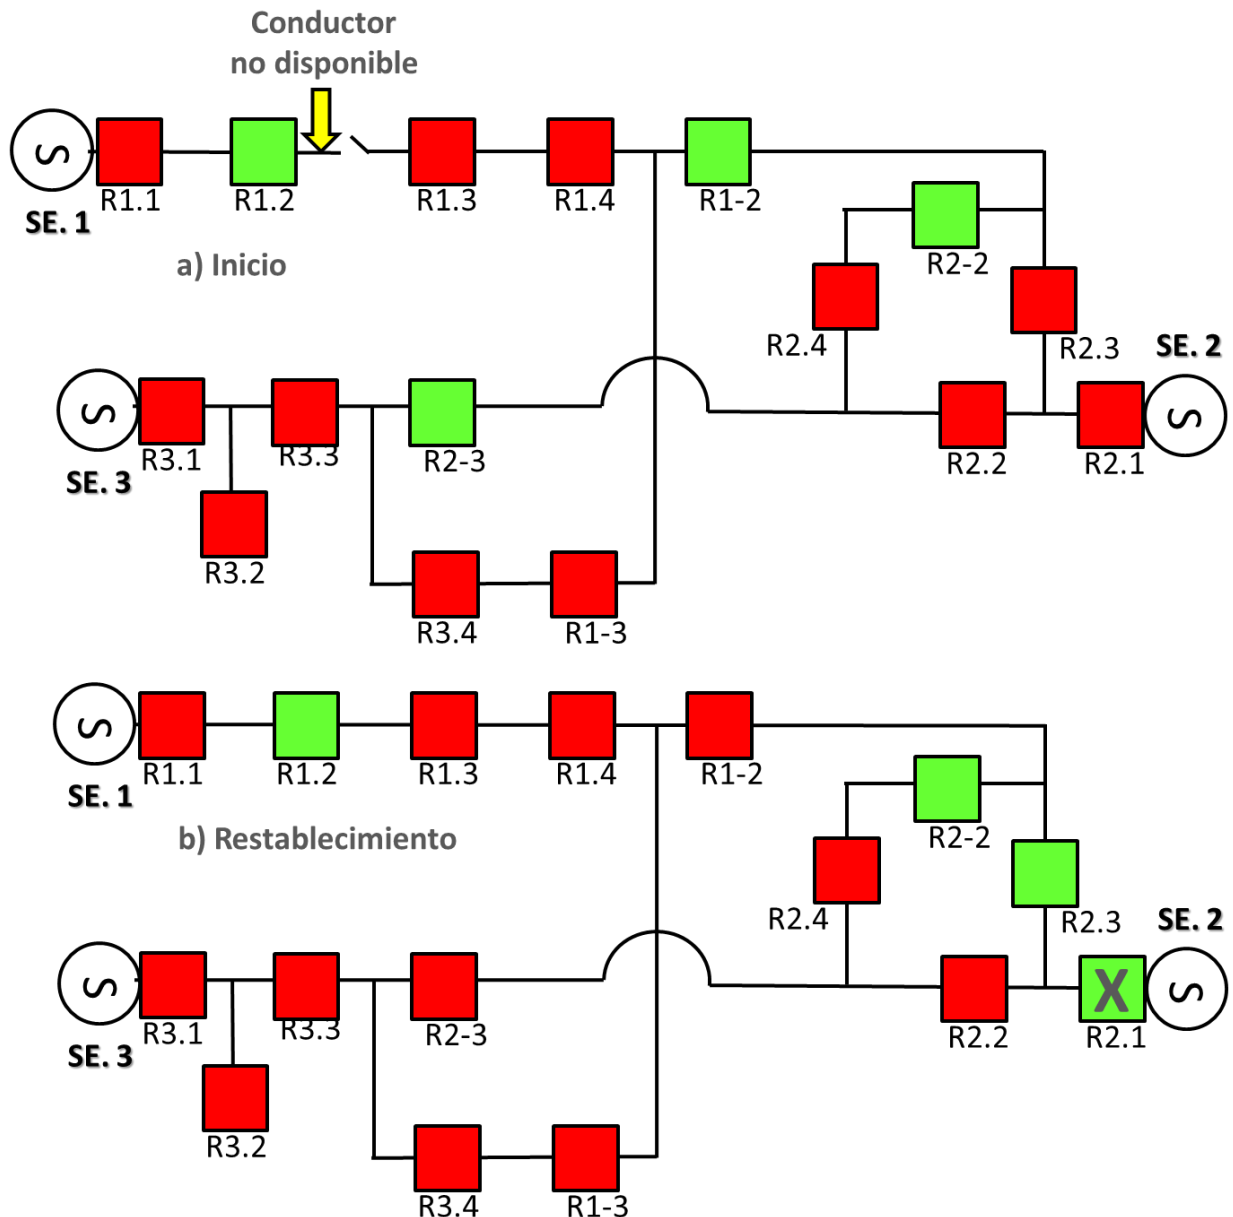 Conductor
no disponible
S
R1.1
R1.2
R1.3
R1.4
R1-2
SE. 1
a) Inicio
R2-2
R2.4
R2.3
SE. 2
S
R3.1
R3.3
R2-3
R2.2
R2.1
S
SE. 3
R3.2
R3.4
R1-3
S
R1.1
R1.2
R1.3
R1.4
R1-2
SE. 1
b) Restablecimiento
R2-2
R2.4
R2.3
SE. 2
S
R3.1
R3.3
R2-3
R2.2
X
R2.1
S
SE. 3
R3.2
R3.4
R1-3